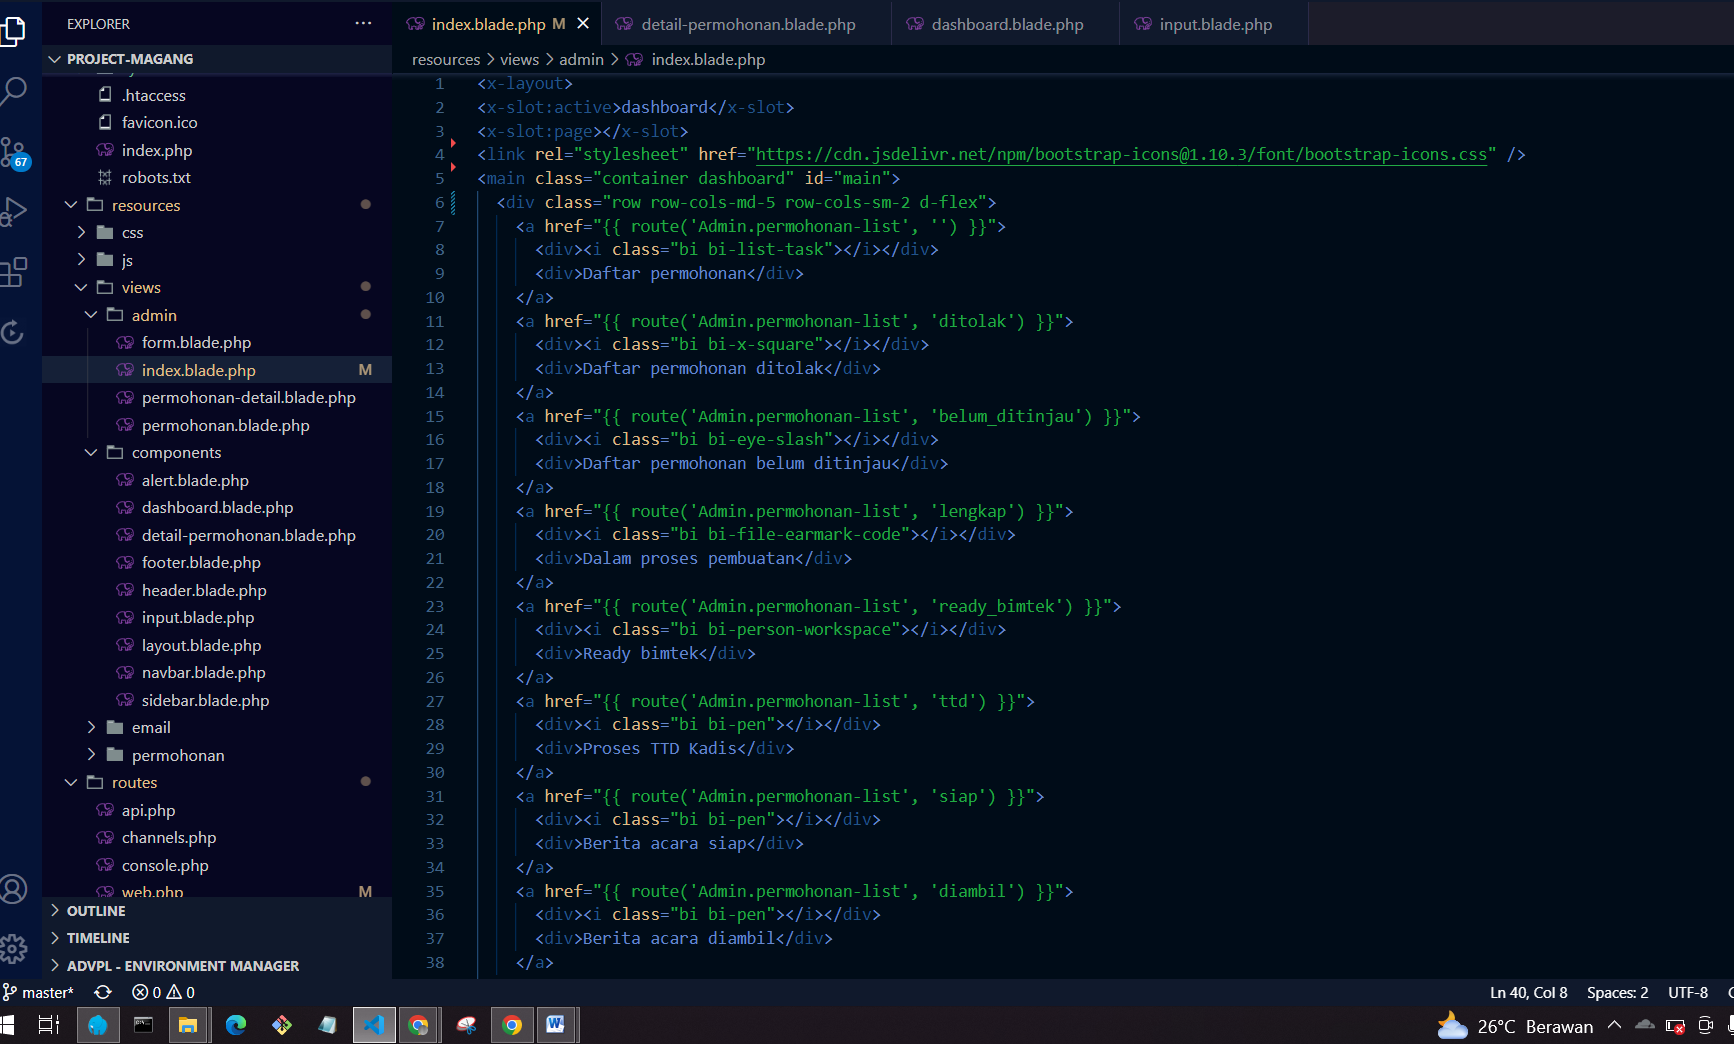 EXPLORER
PROJECT-MAGANG
.htaccess
favicon.ico
index.php
robots.txt
resources
css
js
views
admin
form.blade.php
index.blade.php M
permohonan-detail.blade.php
permohonan.blade.php
components
alert.blade.php
dashboard.blade.php
detail-permohonan.blade.php
footer.blade.php
header.blade.php
input.blade.php
layout.blade.php
navbar.blade.php
sidebar.blade.php
email
permohonan
routes
api.php
channels.php
console.php
web.php M
OUTLINE
TIMELINE
ADVPL - ENVIRONMENT MANAGER
67
index.blade.php M detail-permohonan.blade.php dashboard.blade.php input.blade.php
resources > views > admin > index.blade.php
1 <x-layout>
2 <x-slot:active>dashboard</x-slot>
3 <x-slot:page></x-slot>
4 <link rel="stylesheet" href="https://cdn.jsdelivr.net/npm/bootstrap-icons@1.10.3/font/bootstrap-icons.css" />
5 <main class="container dashboard" id="main">
6 <div class="row row-cols-md-5 row-cols-sm-2 d-flex">
7 <a href="{{ route('Admin.permohonan-list', '') }}">
8 <div><i class="bi bi-list-task"></i></div>
9 <div>Daftar permohonan</div>
10 </a>
11 <a href="{{ route('Admin.permohonan-list', 'ditolak') }}">
12 <div><i class="bi bi-x-square"></i></div>
13 <div>Daftar permohonan ditolak</div>
14 </a>
15 <a href="{{ route('Admin.permohonan-list', 'belum_ditinjau') }}">
16 <div><i class="bi bi-eye-slash"></i></div>
17 <div>Daftar permohonan belum ditinjau</div>
18 </a>
19 <a href="{{ route('Admin.permohonan-list', 'lengkap') }}">
20 <div><i class="bi bi-file-earmark-code"></i></div>
21 <div>Dalam proses pembuatan</div>
22 </a>
23 <a href="{{ route('Admin.permohonan-list', 'ready_bimtek') }}">
24 <div><i class="bi bi-person-workspace"></i></div>
25 <div>Ready bimtek</div>
26 </a>
27 <a href="{{ route('Admin.permohonan-list', 'ttd') }}">
28 <div><i class="bi bi-pen"></i></div>
29 <div>Proses TTD Kadis</div>
30 </a>
31 <a href="{{ route('Admin.permohonan-list', 'siap') }}">
32 <div><i class="bi bi-pen"></i></div>
33 <div>Berita acara siap</div>
34 </a>
35 <a href="{{ route('Admin.permohonan-list', 'diambil') }}">
36 <div><i class="bi bi-pen"></i></div>
37 <div>Berita acara diambil</div>
38 </a>
master* 0 0 Ln 40, Col 8 Spaces: 2 UTF-8
26°C Berawan